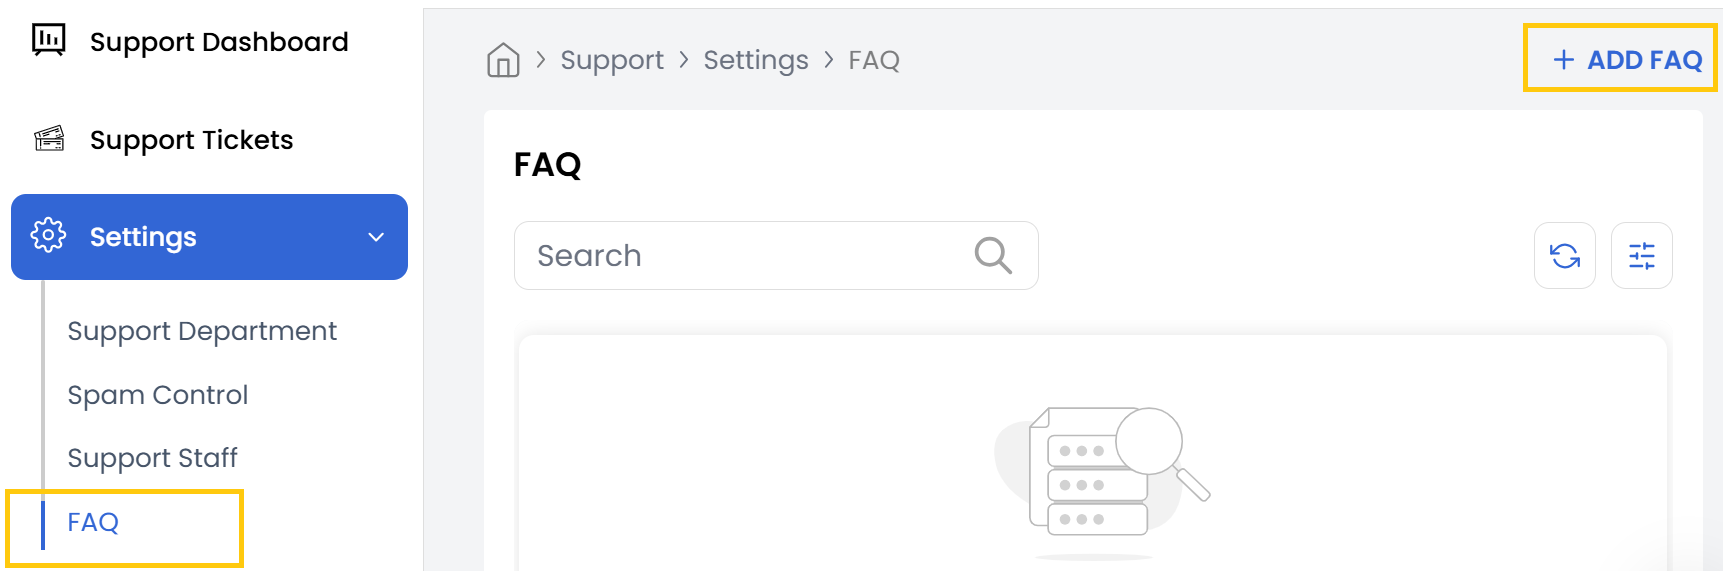 Support Dashboard
Support Tickets
Settings
Support Department
Spam Control
Support Staff
FAQ
Support > Settings > FAQ
+ ADD FAQ
FAQ
Search